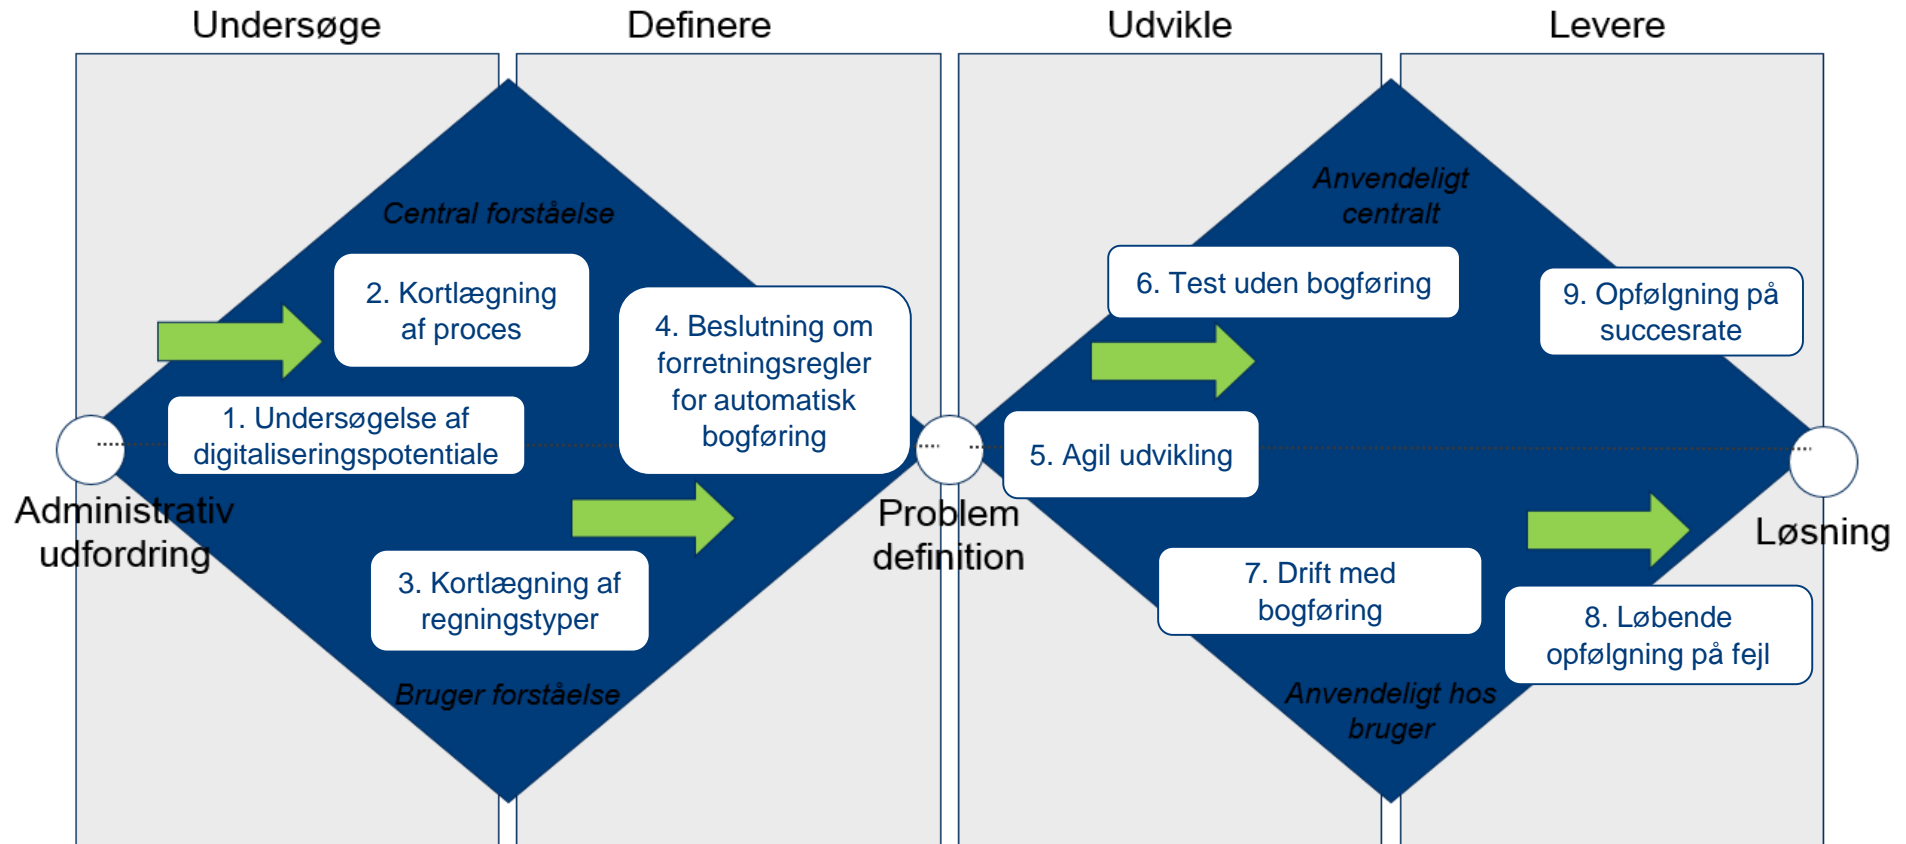 Undersøge
Definere
Udvikle
Levere
Central forståelse
2. Kortlægning
af proces
1. Undersøgelse af
digitaliseringspotentiale
4. Beslutning om
forretningsregler
for automatisk
bogføring
Administrativ
udfordring
3. Kortlægning af
regningstyper
Bruger forståelse
Problem
definition
Anvendeligt
centralt
6. Test uden bogføring
9. Opfølgning på
succesrate
5. Agil udvikling
7. Drift med
bogføring
8. Løbende
opfølgning på fejl
Anvendeligt hos
bruger
Løsning